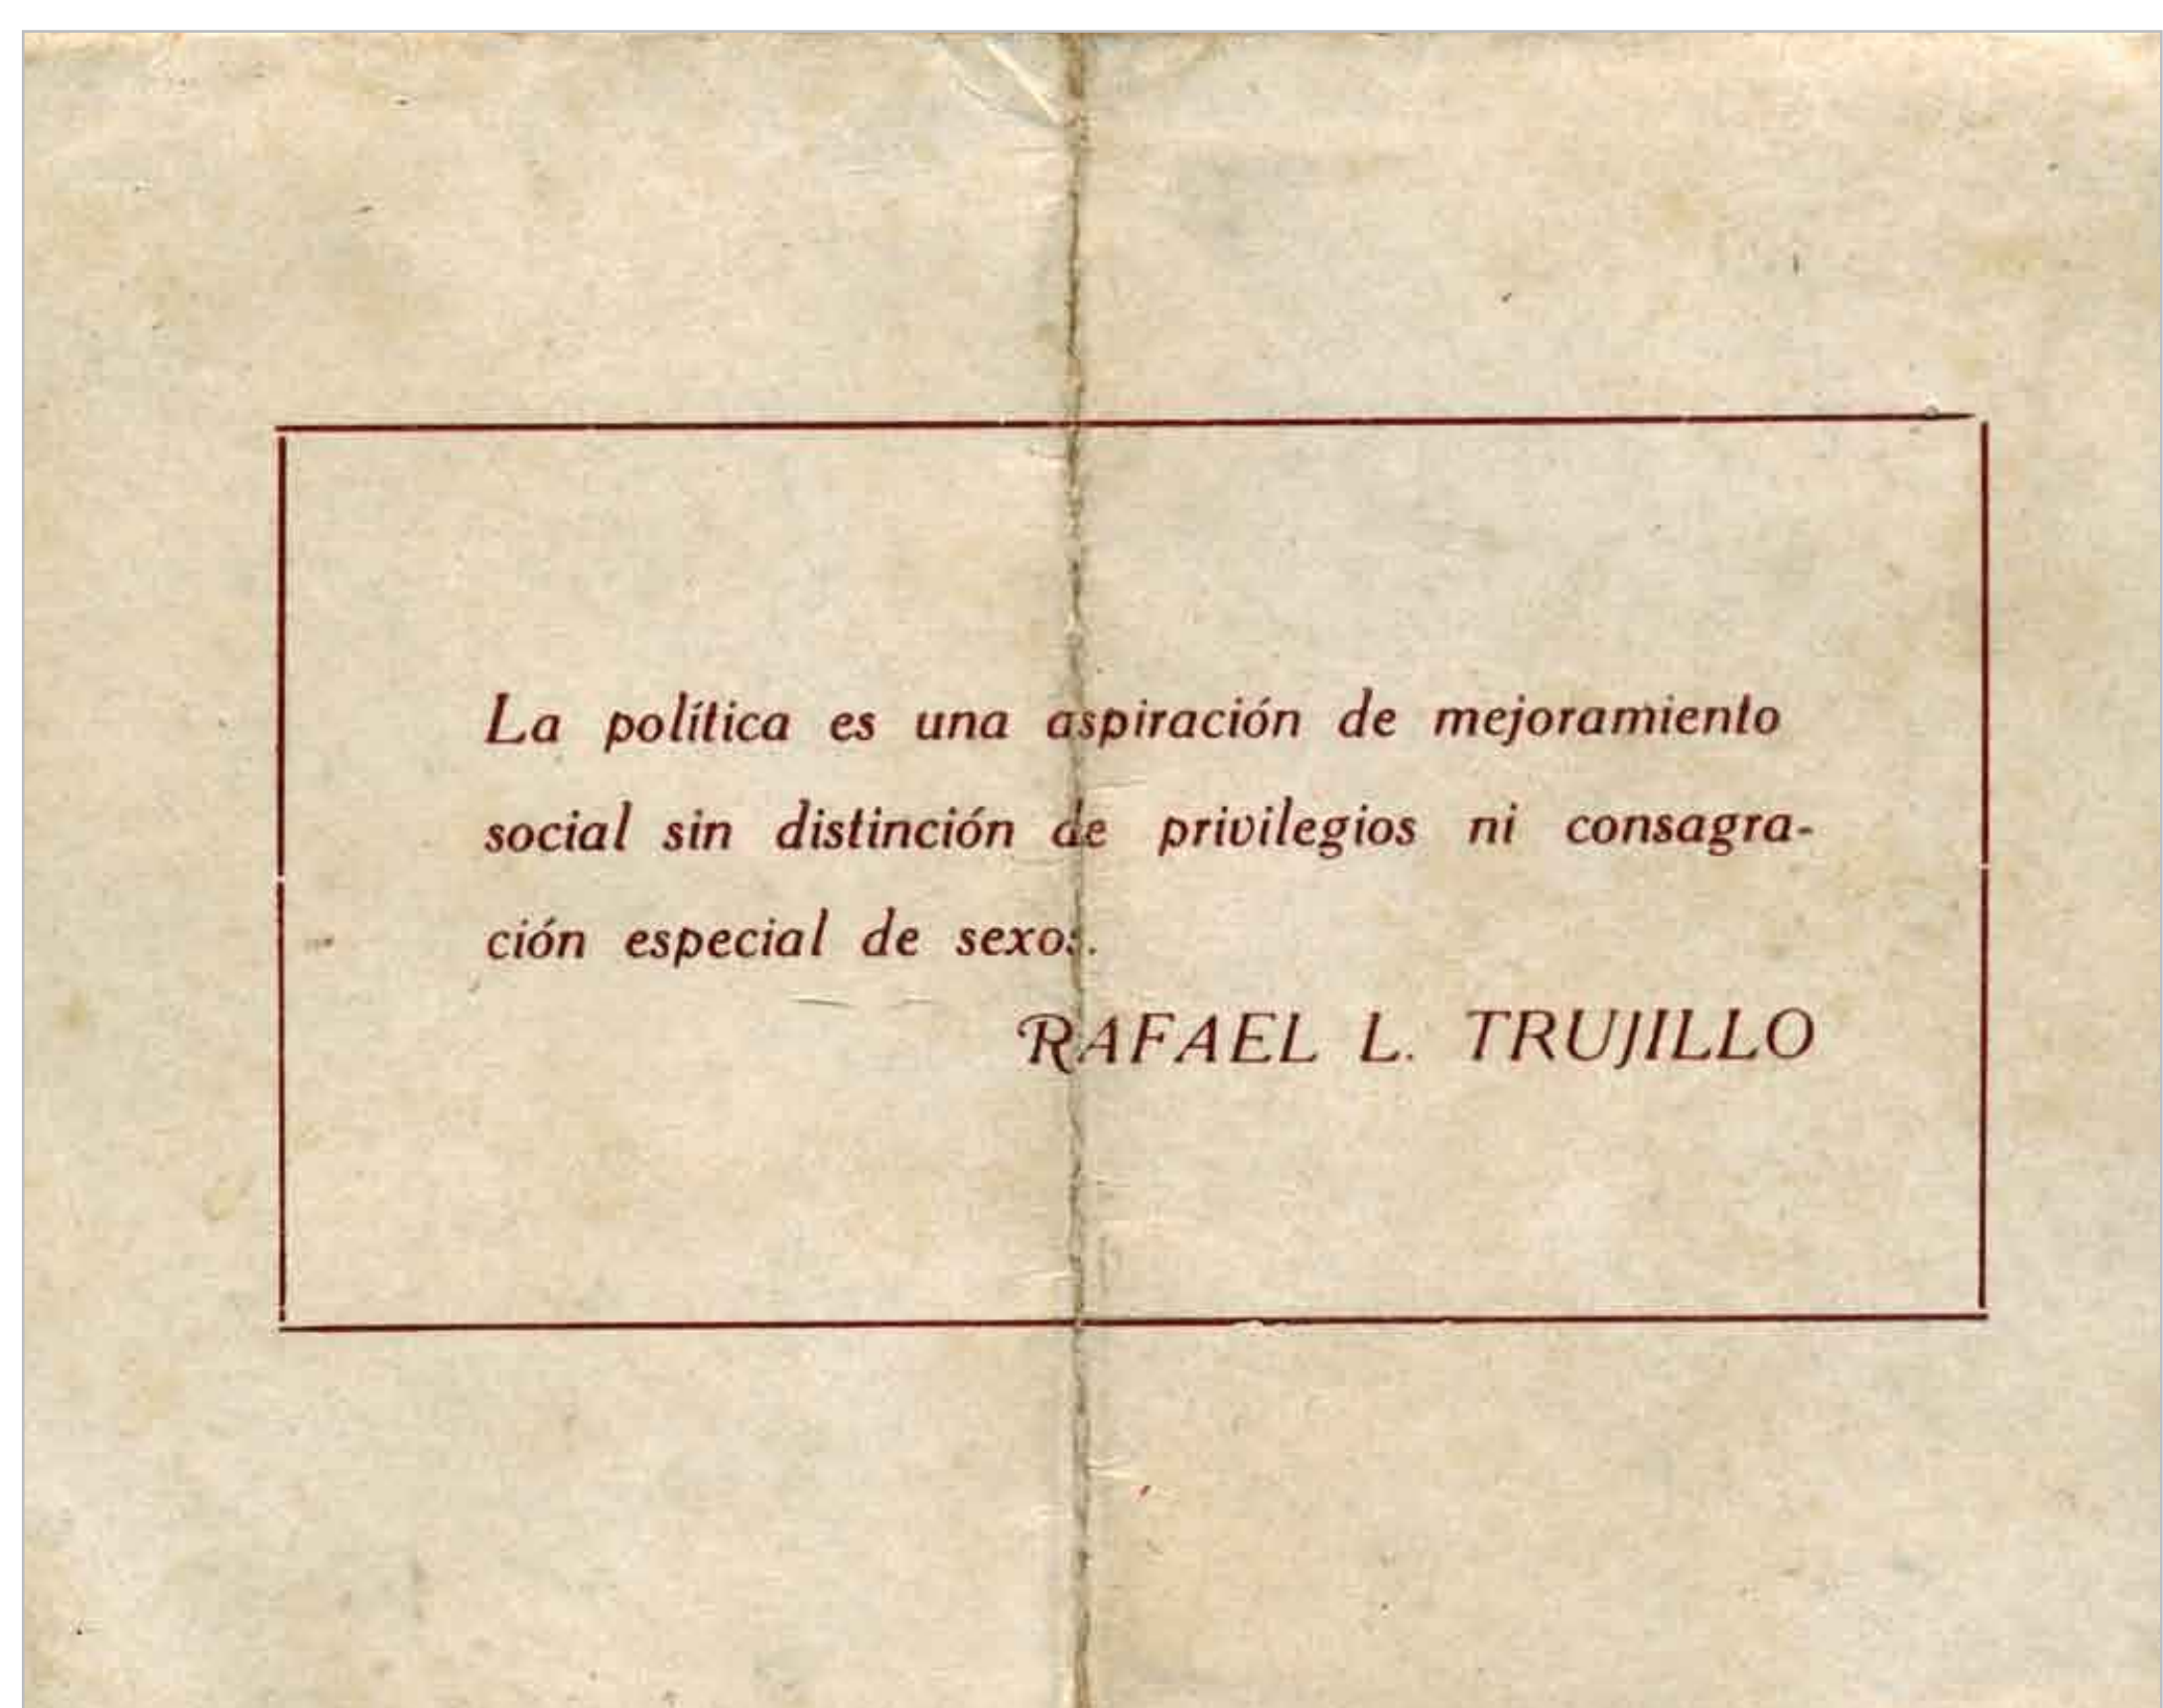 La política es una aspiración de mejoramiento
social sin distinción de privilegios ni consagra-
ción especial de sexos.
RAFAEL L. TRUJILLO